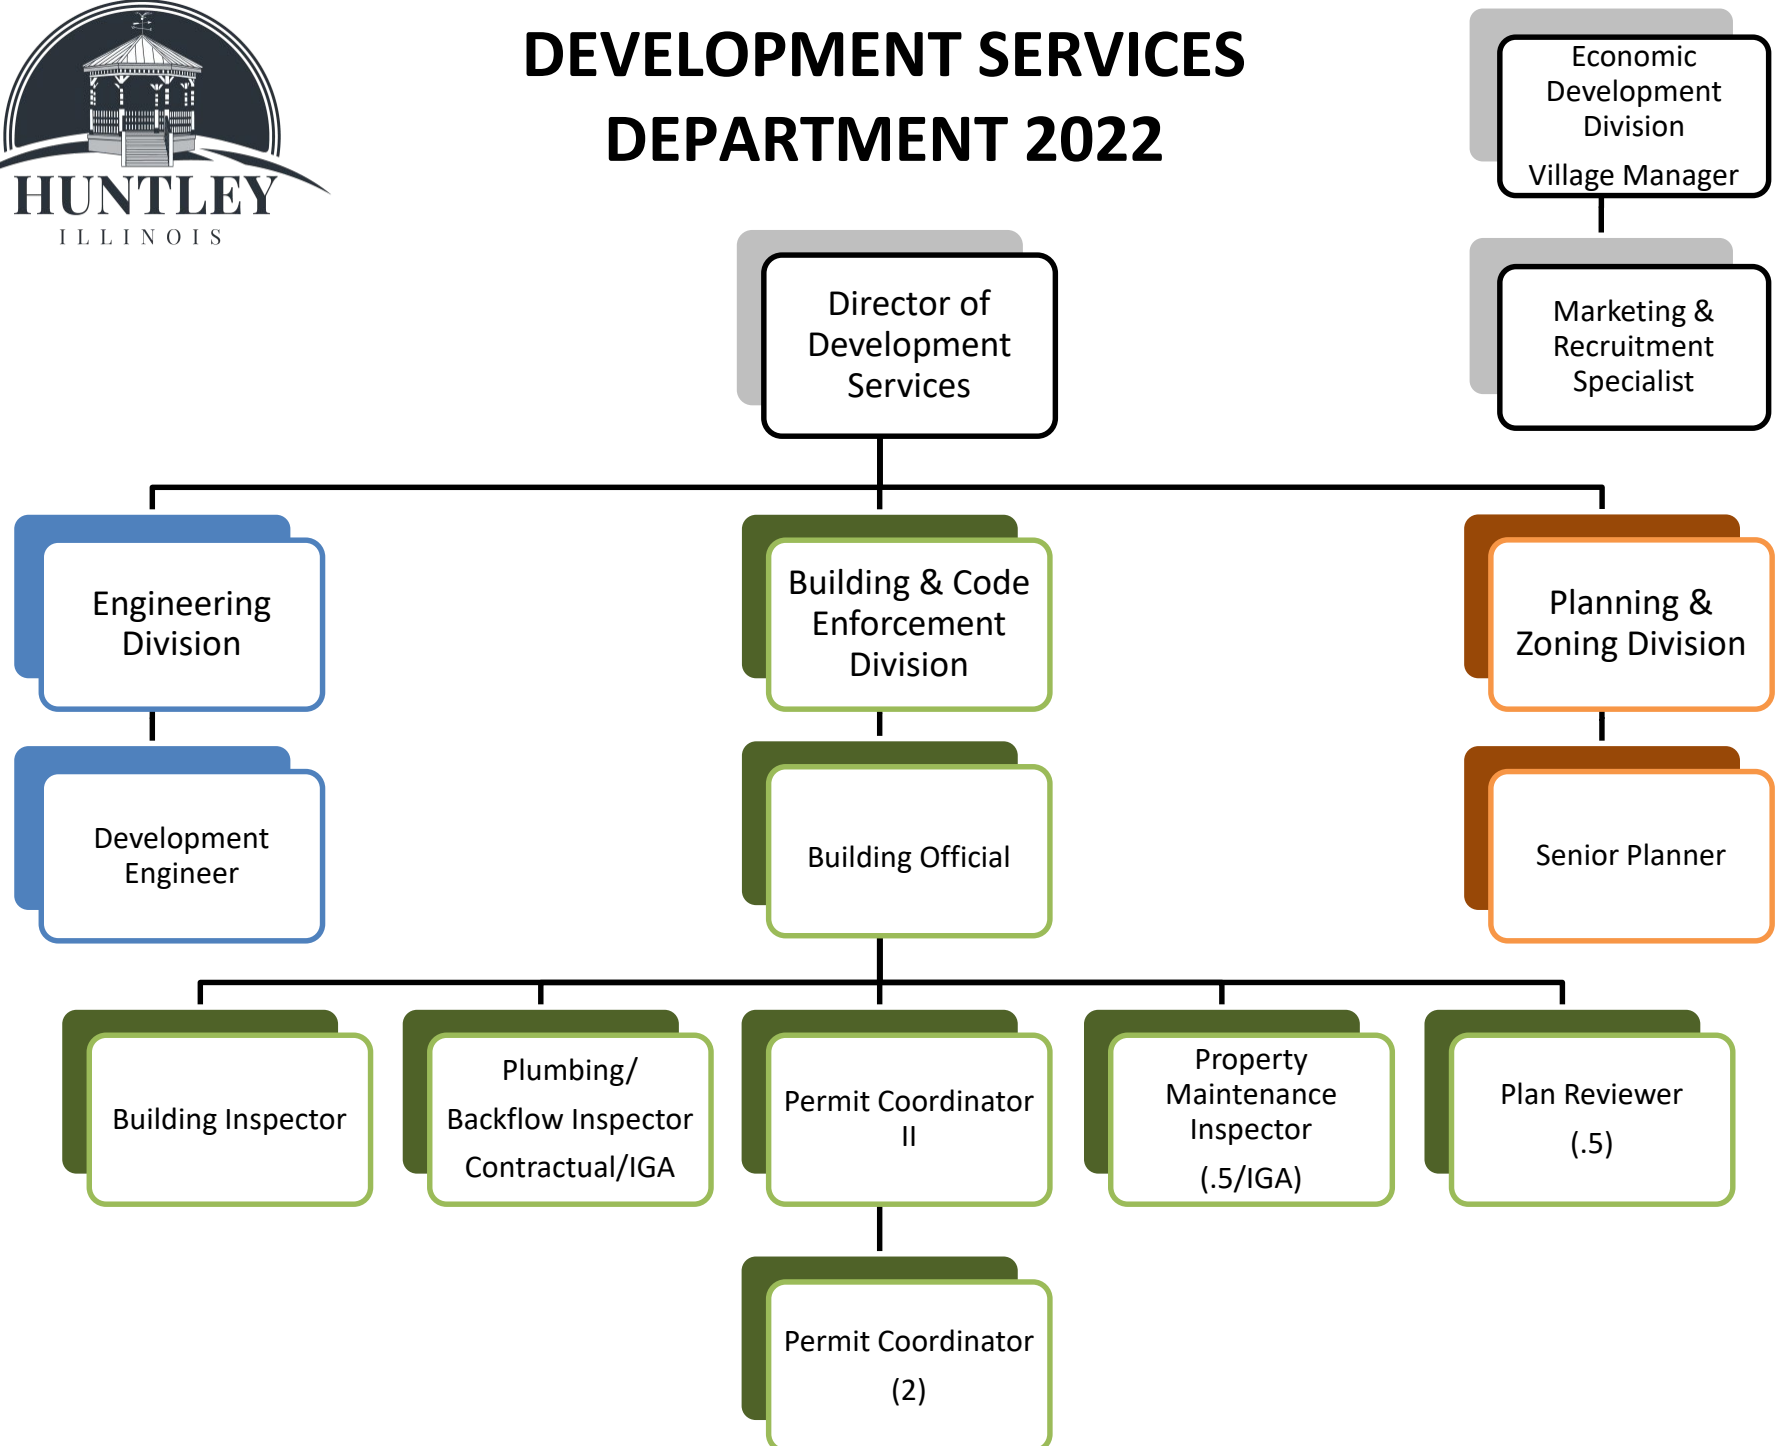 HUNTLEY
ILLINOIS
DEVELOPMENT SERVICES
DEPARTMENT 2022
Economic
Development
Division
Village Manager
Marketing &
Recruitment
Specialist
Director of
Development
Services
Engineering
Division
Building & Code
Enforcement
Division
Planning &
Zoning Division
Development
Engineer
Building Official
Senior Planner
Building Inspector
Plumbing/
Backflow Inspector
Contractual/IGA
Permit Coordinator
II
Property
Maintenance
Inspector
(.5/IGA)
Plan Reviewer
(.5)
Permit Coordinator
(2)